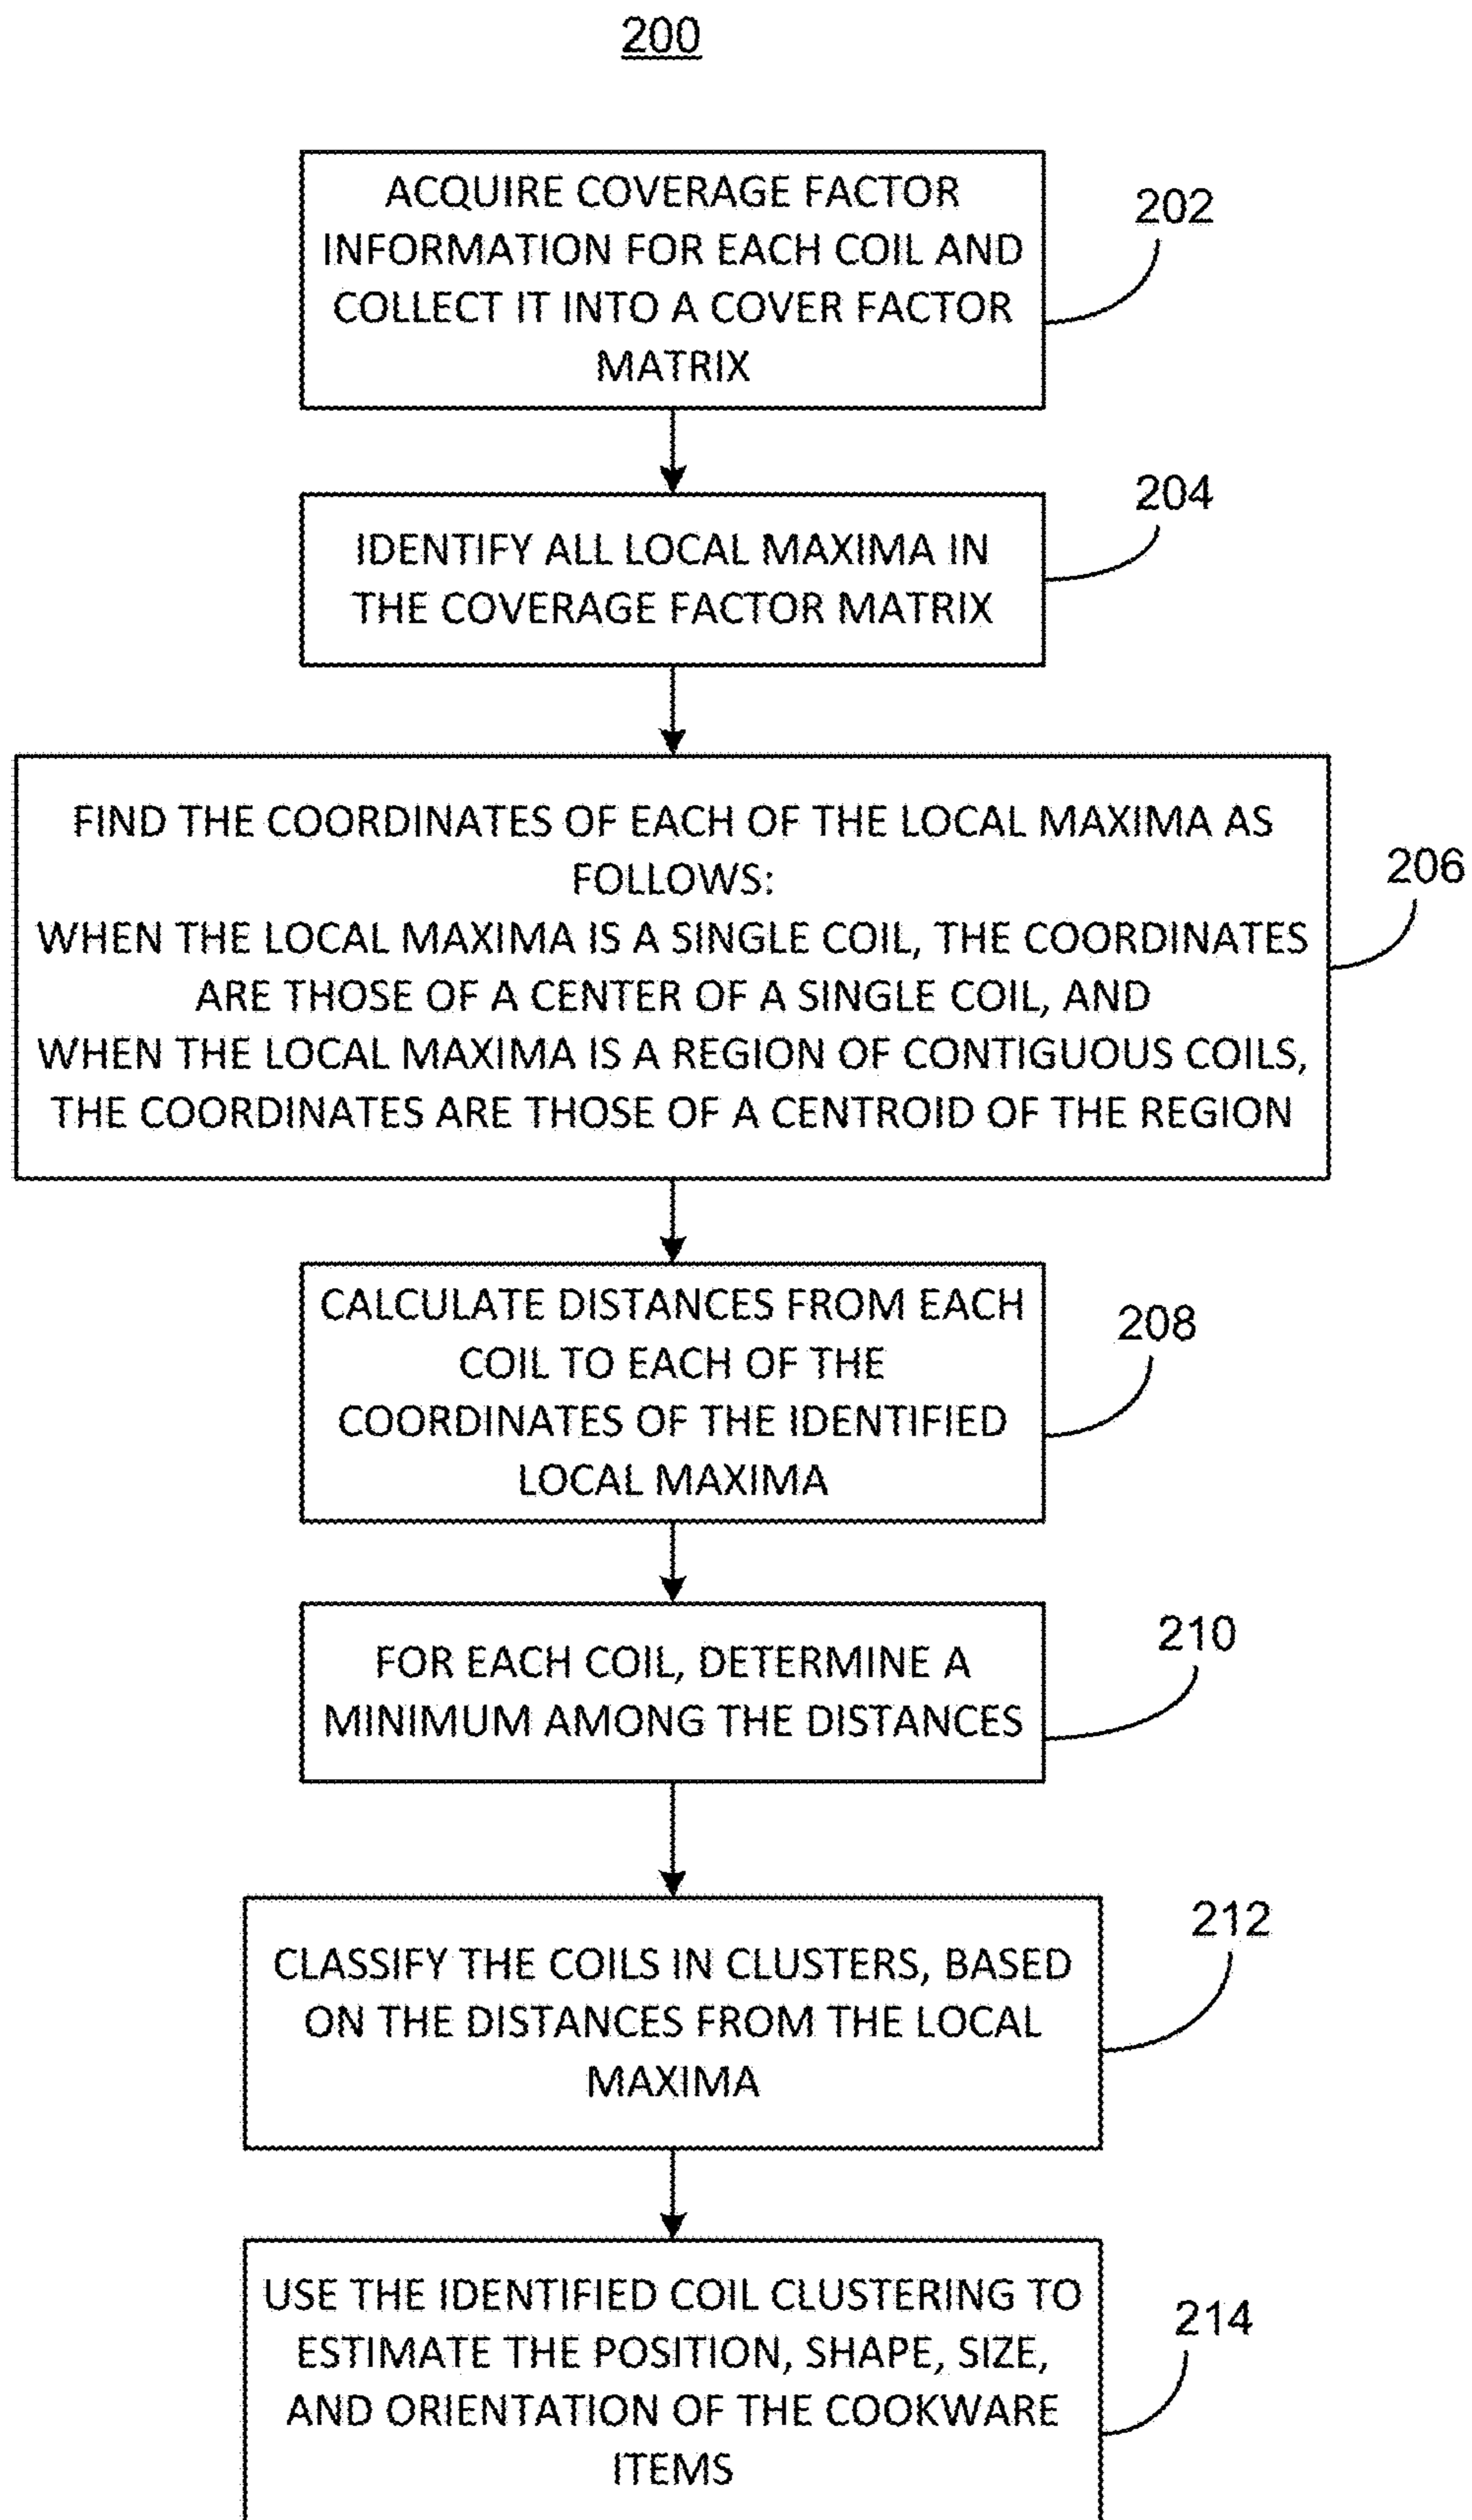 200
ACQUIRE COVERAGE FACTOR
INFORMATION FOR EACH COIL AND
COLLECT IT INTO A COVER FACTOR
MATRIX
202
IDENTIFY ALL LOCAL MAXIMA IN
THE COVERAGE FACTOR MATRIX
204
FIND THE COORDINATES OF EACH OF THE LOCAL MAXIMA AS
FOLLOWS:
WHEN THE LOCAL MAXIMA IS A SINGLE COIL, THE COORDINATES
ARE THOSE OF A CENTER OF A SINGLE COIL, AND
WHEN THE LOCAL MAXIMA IS A REGION OF CONTIGUOUS COILS,
THE COORDINATES ARE THOSE OF A CENTROID OF THE REGION
206
CALCULATE DISTANCES FROM EACH
COIL TO EACH OF THE
COORDINATES OF THE IDENTIFIED
LOCAL MAXIMA
208
FOR EACH COIL, DETERMINE A
MINIMUM AMONG THE DISTANCES
210
CLASSIFY THE COILS IN CLUSTERS, BASED
ON THE DISTANCES FROM THE LOCAL
MAXIMA
212
USE THE IDENTIFIED COIL CLUSTERING TO
ESTIMATE THE POSITION, SHAPE, SIZE,
AND ORIENTATION OF THE COOKWARE
ITEMS
214